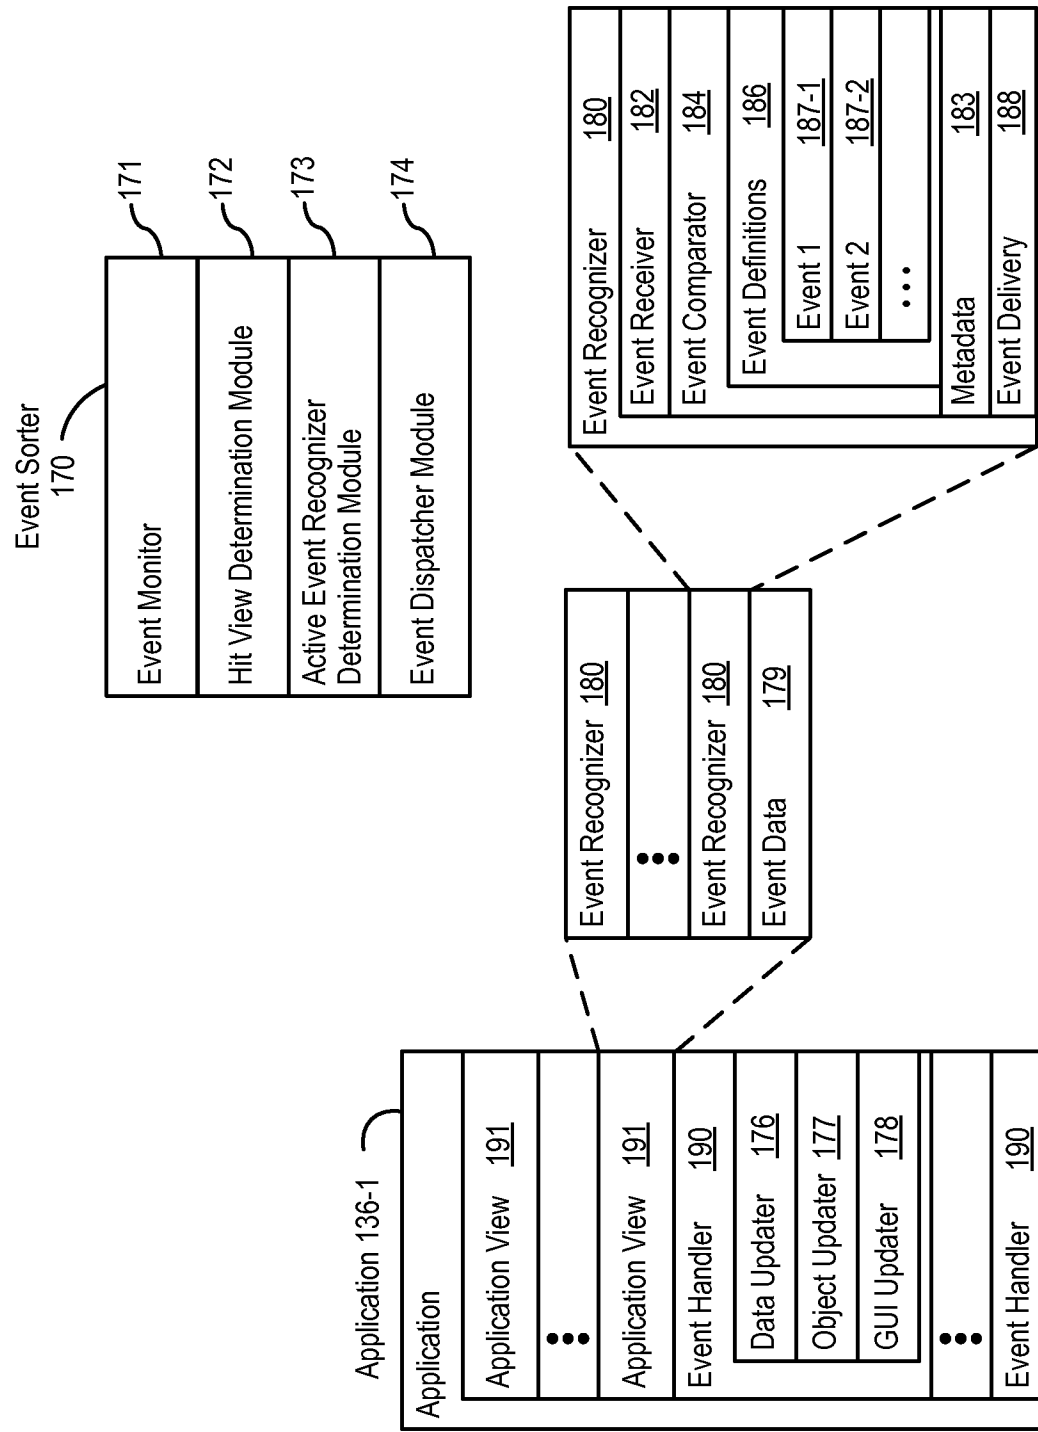 Event Sorter
170
Event Monitor
171
Hit View Determination Module
172
Active Event Recognizer
Determination Module
173
Event Dispatcher Module
174
Application 136-1
Application
Application View 191
•••
Application View 191
Event Handler 190
Data Updater 176
Object Updater 177
GUI Updater 178
•••
Event Handler 190
Event Recognizer 180
•••
Event Recognizer 180
Event Data 179
Event Recognizer 180
Event Receiver 182
Event Comparator 184
Event Definitions 186
Event 1 187-1
Event 2 187-2
•••
Metadata 183
Event Delivery 188